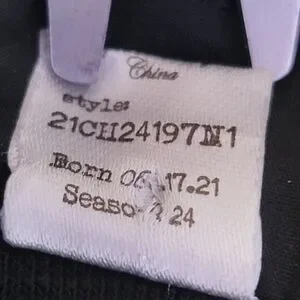 China
style:
21CH24197N1
Born 06.17.21
Season 24